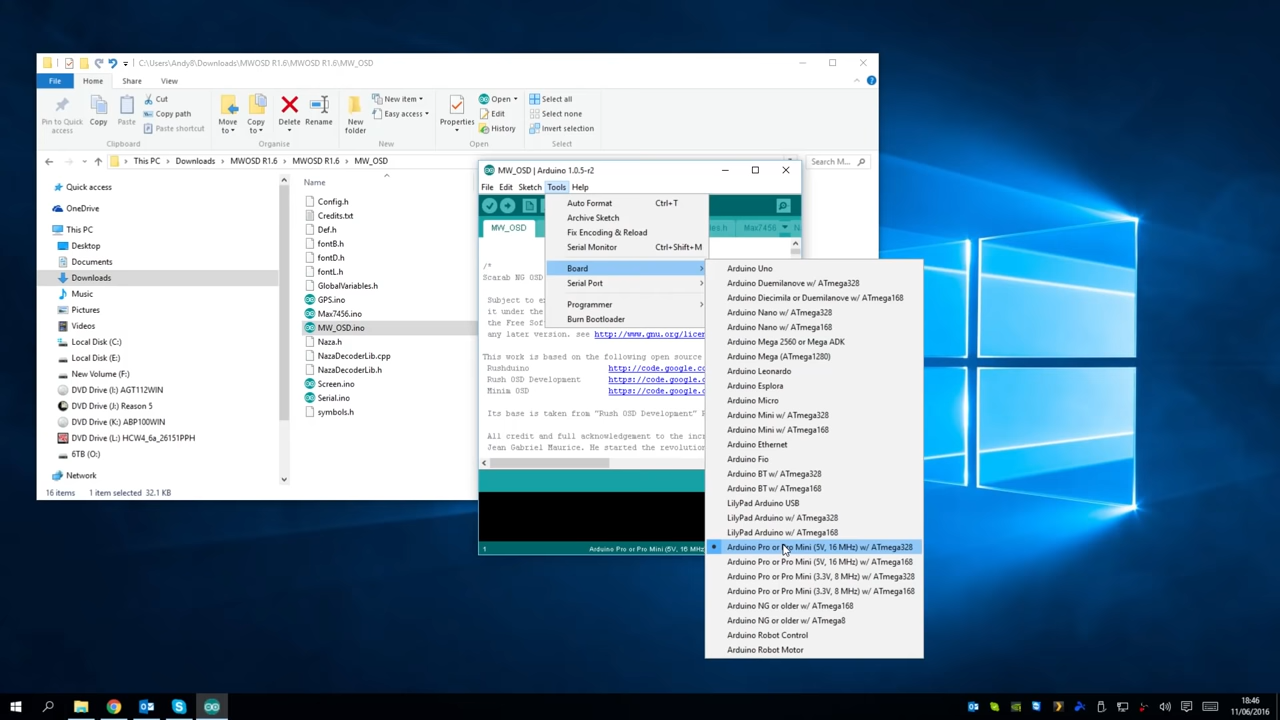 C:\Users\Andy8\Downloads\MWOSD R1.6\MW_OSD
File Home Share View
Pin to Quick access
Copy
Paste
Cut
Copy path
Paste shortcut
Clipboard
Move to
Copy to
Delete
Rename
Organise
New folder
New item
Easy access
New
Properties
Open
Edit
History
Open
Select all
Select none
Invert selection
Select
This PC > Downloads > MWOSD R1.6 > MWOSD R1.6 > MW_OSD
Search M...
Quick access
OneDrive
This PC
Desktop
Documents
Downloads
Music
Pictures
Videos
Local Disk (C:)
Local Disk (E:)
New Volume (F:)
DVD Drive (I:) AGT112WIN
DVD Drive (J:) Reason 5
DVD Drive (K:) ABP100WIN
DVD Drive (L:) HCW4_6a_26151PPH
6TB (O:)
Network
16 items 1 item selected 32.1 KB
Name
Config.h
Credits.txt
Def.h
fontB.h
fontD.h
fontL.h
GlobalVariables.h
GPS.ino
Max7456.ino
MW_OSD.ino
Naza.h
NazaDecoderLib.cpp
NazaDecoderLib.h
Screen.ino
Serial.ino
symbols.h
MW_OSD | Arduino 1.0.5-r2
File Edit Sketch Tools Help
MW_OSD
les.h
Max7456
/*
Scarab NG OSD
Subject to
it under the
the Free Soft
any later version. see http://www.gnu.org/licen
This work is based on the following open source
Rushduino http://code.google.c
Rush OSD Development https://code.google.c
Minim OSD https://code.google.c
Its base is taken from "Rush OSD Development"
All credit and full acknowledgement to the incr
Jean Gabriel Maurice. He started the revolution
1 Arduino Pro or Pro Mini (5V, 16 MHz)
Auto Format Ctrl+T
Archive Sketch
Fix Encoding & Reload
Serial Monitor Ctrl+Shift+M
Board
Serial Port
Programmer
Burn Bootloader
Arduino Uno
Arduino Duemilanove w/ ATmega328
Arduino Diecimila or Duemilanove w/ ATmega168
Arduino Nano w/ ATmega328
Arduino Nano w/ ATmega168
Arduino Mega 2560 or Mega ADK
Arduino Mega (ATmega1280)
Arduino Leonardo
Arduino Esplora
Arduino Micro
Arduino Mini w/ ATmega328
Arduino Mini w/ ATmega168
Arduino Ethernet
Arduino Fio
Arduino BT w/ ATmega328
Arduino BT w/ ATmega168
LilyPad Arduino USB
LilyPad Arduino w/ ATmega328
LilyPad Arduino w/ ATmega168
Arduino Pro or Pro Mini (5V, 16 MHz) w/ ATmega328
Arduino Pro or Pro Mini (5V, 16 MHz) w/ ATmega168
Arduino Pro or Pro Mini (3.3V, 8 MHz) w/ ATmega328
Arduino Pro or Pro Mini (3.3V, 8 MHz) w/ ATmega168
Arduino NG or older w/ ATmega168
Arduino NG or older w/ ATmega8
Arduino Robot Control
Arduino Robot Motor
18:46
11/06/2016